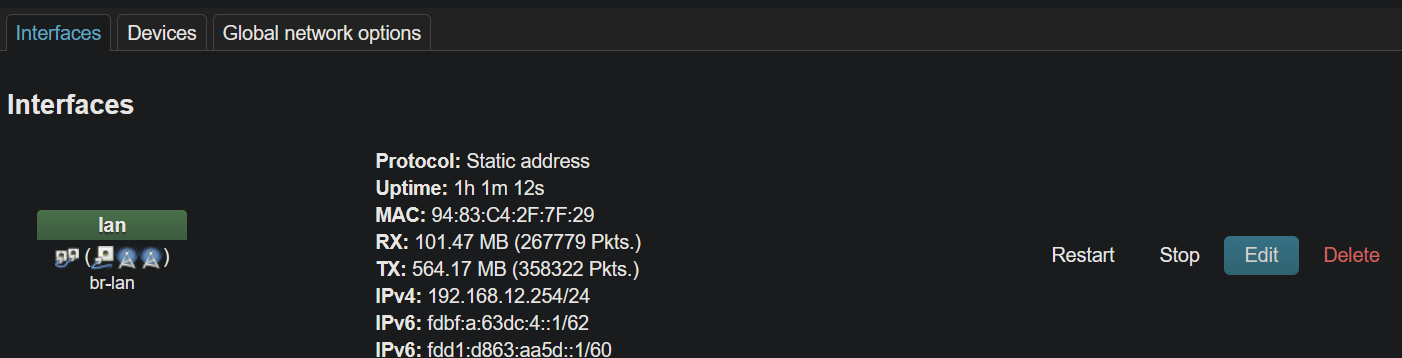 Interfaces Devices Global network options
Interfaces
Protocol: Static address
Uptime: 1h 1m 12s
MAC: 94:83:C4:2F:7F:29
RX: 101.47 MB (267779 Pkts.)
TX: 564.17 MB (358322 Pkts.)
IPv4: 192.168.12.254/24
IPv6: fdbf:a:63dc:4::1/62
IPv6: fdd1:d863:aa5d::1/60
lan
( )
br-lan
Restart Stop Edit Delete